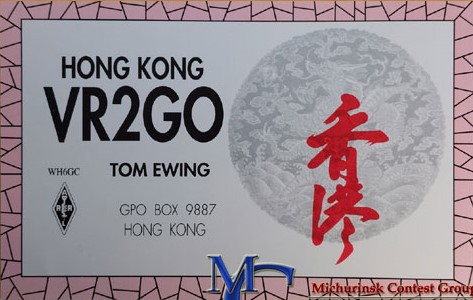 HONG KONG
VR2GO
TOM EWING
WH6GC
GPO BOX 9887
HONG KONG
香港
Michurinsk Contest Group